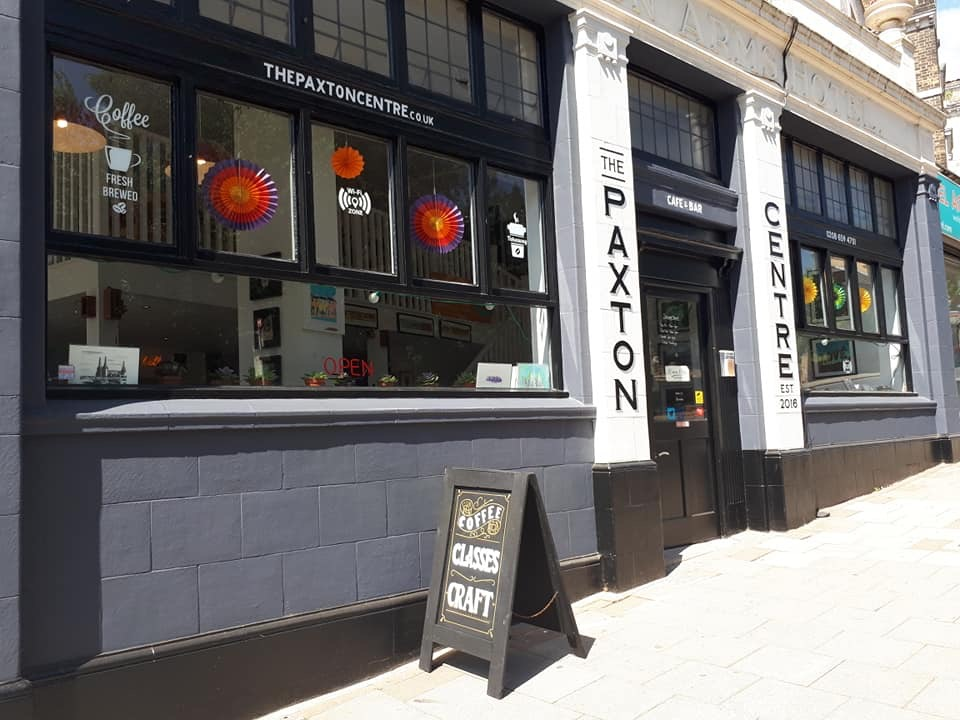 N ARMS HOTEL
THEPAXTONCENTRE.CO.UK
Coffee
FRESH
BREWED
Wi-Fi
ZONE
OPEN
THE
PAXTON
CAFE & BAR
CENTRE
EST.
2016
COFFEE
CLASSES
CRAFT